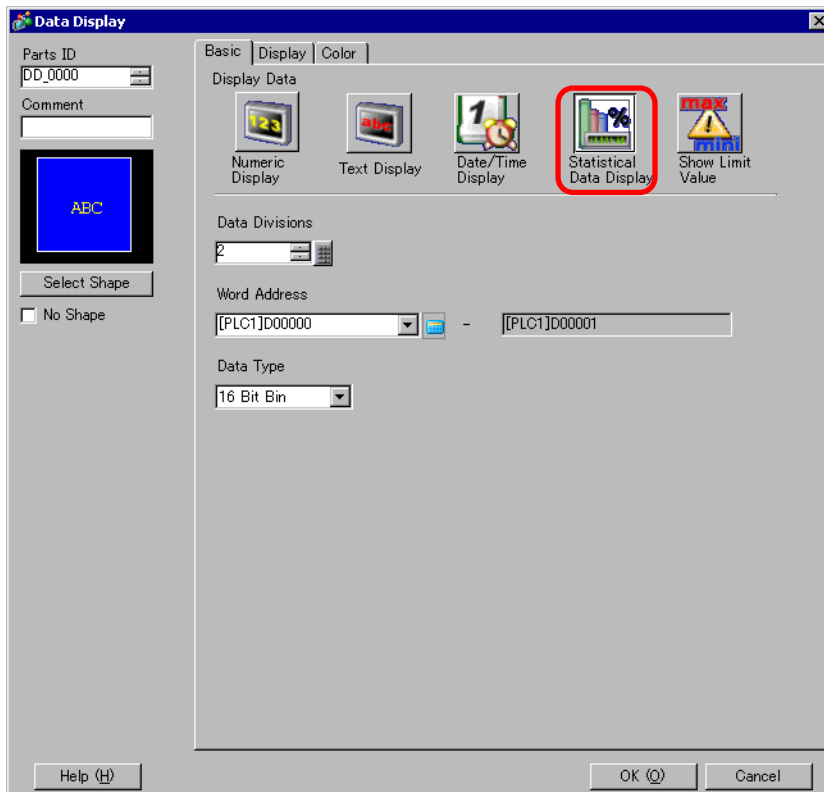 Data Display
Parts ID
DD_0000
Comment
ABC
Select Shape
No Shape
Basic Display Color
Display Data
123 abc 1 % max mini
Numeric Display
Text Display
Date/Time Display
Statistical Data Display
Show Limit Value
Data Divisions
2
Word Address
[PLC1]D00000 - [PLC1]D00001
Data Type
16 Bit Bin
Help (H) OK (O) Cancel